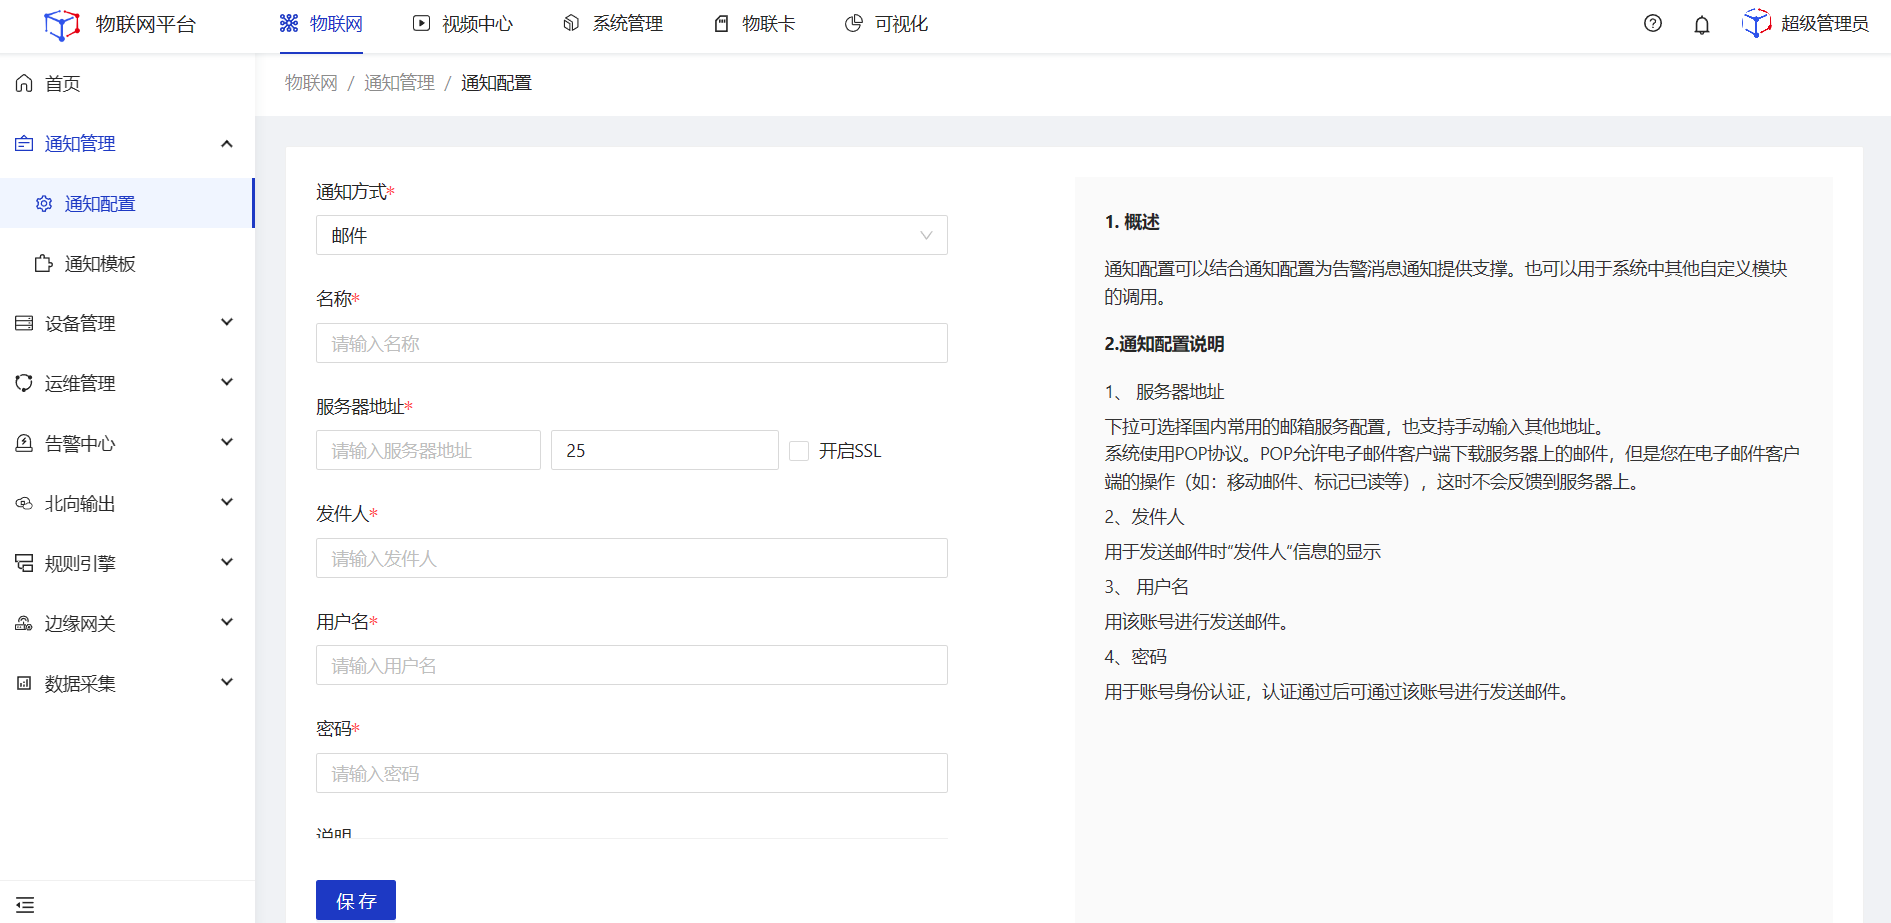 物联网平台
物联网
视频中心
系统管理
物联卡
可视化
超级管理员
首页
通知管理
通知配置
通知模板
设备管理
运维管理
告警中心
北向输出
规则引擎
边缘网关
数据采集
物联网 / 通知管理 / 通知配置
通知方式*
邮件
名称*
请输入名称
服务器地址*
请输入服务器地址
25
开启SSL
发件人*
请输入发件人
用户名*
请输入用户名
密码*
请输入密码
说明
保 存
1. 概述
通知配置可以结合通知配置为告警消息通知提供支撑。也可以用于系统中其他自定义模块
的调用。
2.通知配置说明
1、 服务器地址
下拉可选择国内常用的邮箱服务配置，也支持手动输入其他地址。
系统使用POP协议。POP允许电子邮件客户端下载服务器上的邮件，但是您在电子邮件客户
端的操作（如：移动邮件、标记已读等），这时不会反馈到服务器上。
2、发件人
用于发送邮件时“发件人”信息的显示
3、 用户名
用该账号进行发送邮件。
4、密码
用于账号身份认证，认证通过后可通过该账号进行发送邮件。